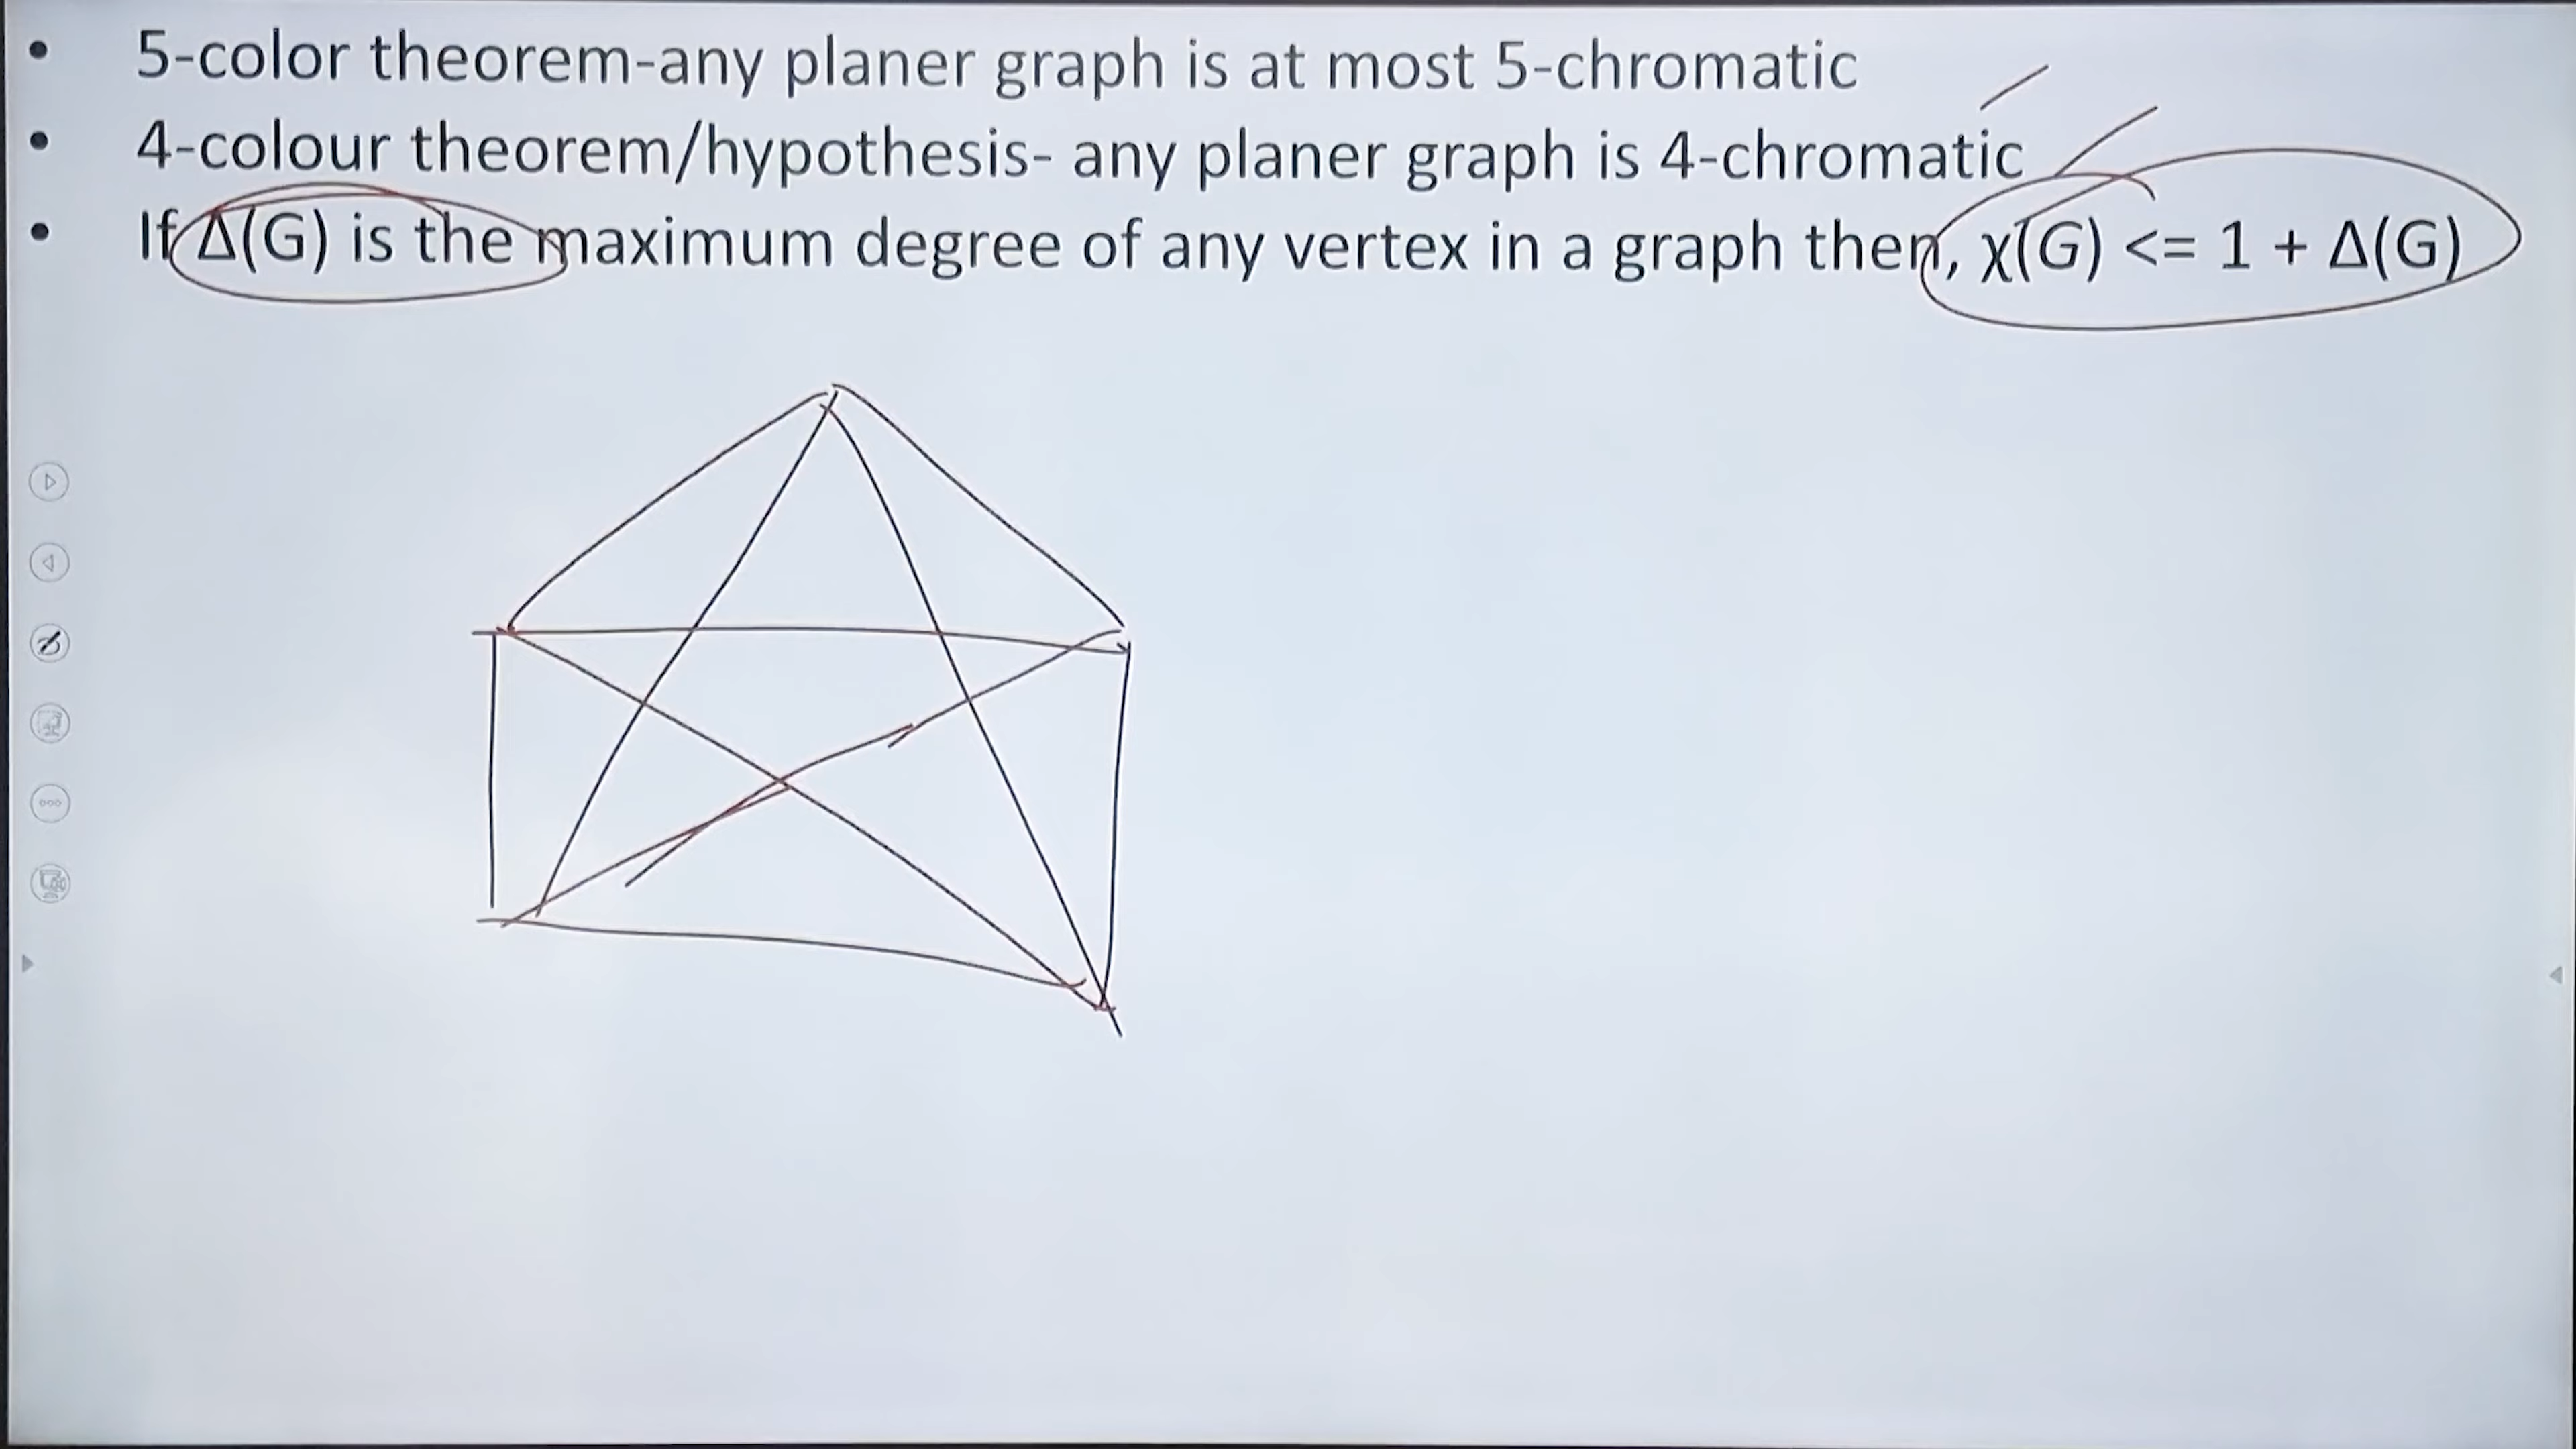 • 5-color theorem-any planer graph is at most 5-chromatic
• 4-colour theorem/hypothesis- any planer graph is 4-chromatic
• If Δ(G) is the maximum degree of any vertex in a graph then, χ(G) <= 1 + Δ(G)